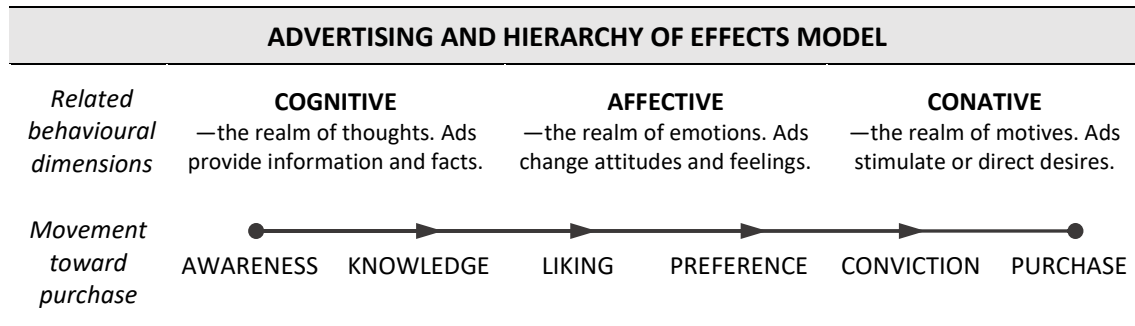 ADVERTISING AND HIERARCHY OF EFFECTS MODEL
Related
behavioural
dimensions
COGNITIVE
—the realm of thoughts. Ads
provide information and facts.
AFFECTIVE
—the realm of emotions. Ads
change attitudes and feelings.
CONATIVE
—the realm of motives. Ads
stimulate or direct desires.
Movement
toward
purchase
AWARENESS
KNOWLEDGE
LIKING
PREFERENCE
CONVICTION
PURCHASE